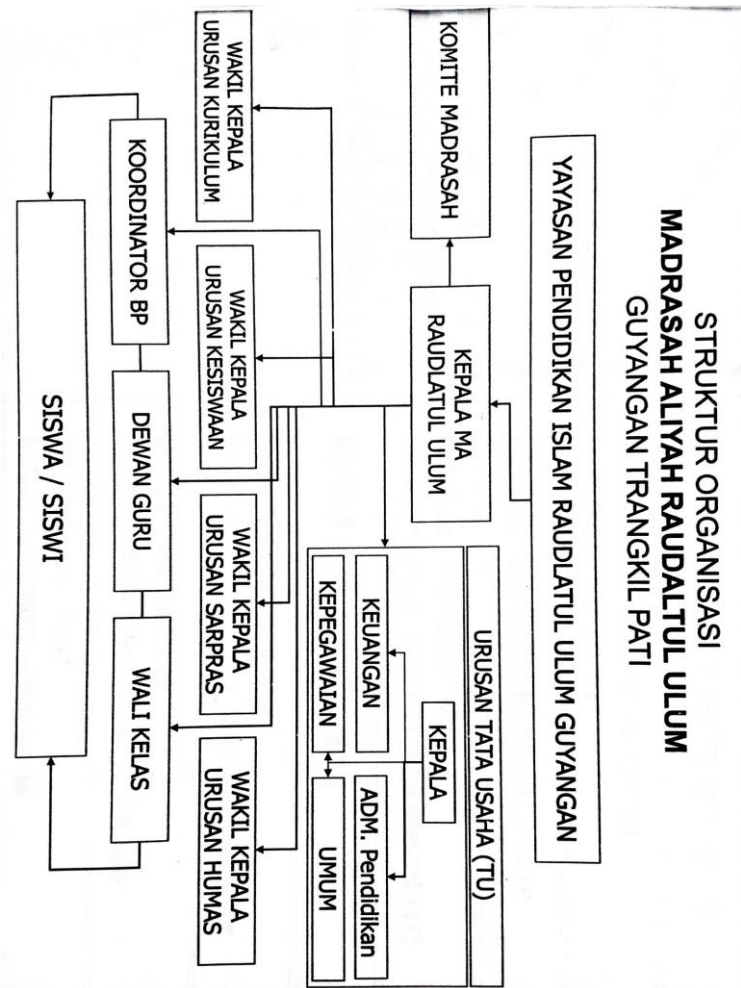 STRUKTUR ORGANISASI
MADRASAH ALIYAH RAUDALTUL ULUM
GUYANGAN TRANGKIL PATI
YAYASAN PENDIDIKAN ISLAM RAUDLATUL ULUM GUYANGAN
KOMITE MADRASAH
KEPALA MA
RAUDLATUL ULUM
URUSAN TATA USAHA (TU)
KEPALA
KEUANGAN
ADM. Pendidikan
KEPEGAWAIAN
UMUM
WAKIL KEPALA
URUSAN KURIKULUM
WAKIL KEPALA
URUSAN KESISWAAN
WAKIL KEPALA
URUSAN SARPRAS
WAKIL KEPALA
URUSAN HUMAS
KOORDINATOR BP
DEWAN GURU
WALI KELAS
SISWA / SISWI